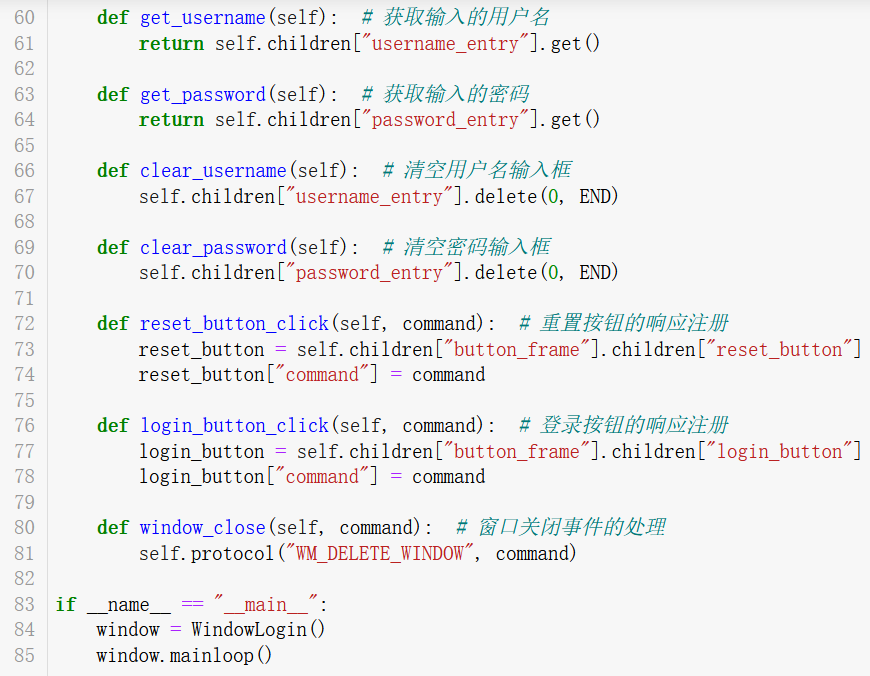 60 def get_username(self):  # 获取输入的用户名
61 return self.children["username_entry"].get()
62
63 def get_password(self):  # 获取输入的密码
64 return self.children["password_entry"].get()
65
66 def clear_username(self):  # 清空用户名输入框
67 self.children["username_entry"].delete(0, END)
68
69 def clear_password(self):  # 清空密码输入框
70 self.children["password_entry"].delete(0, END)
71
72 def reset_button_click(self, command):  # 重置按钮的响应注册
73 reset_button = self.children["button_frame"].children["reset_button"]
74 reset_button["command"] = command
75
76 def login_button_click(self, command):  # 登录按钮的响应注册
77 login_button = self.children["button_frame"].children["login_button"]
78 login_button["command"] = command
79
80 def window_close(self, command):  # 窗口关闭事件的处理
81 self.protocol("WM_DELETE_WINDOW", command)
82
83 if __name__ == "__main__":
84 window = WindowLogin()
85 window.mainloop()